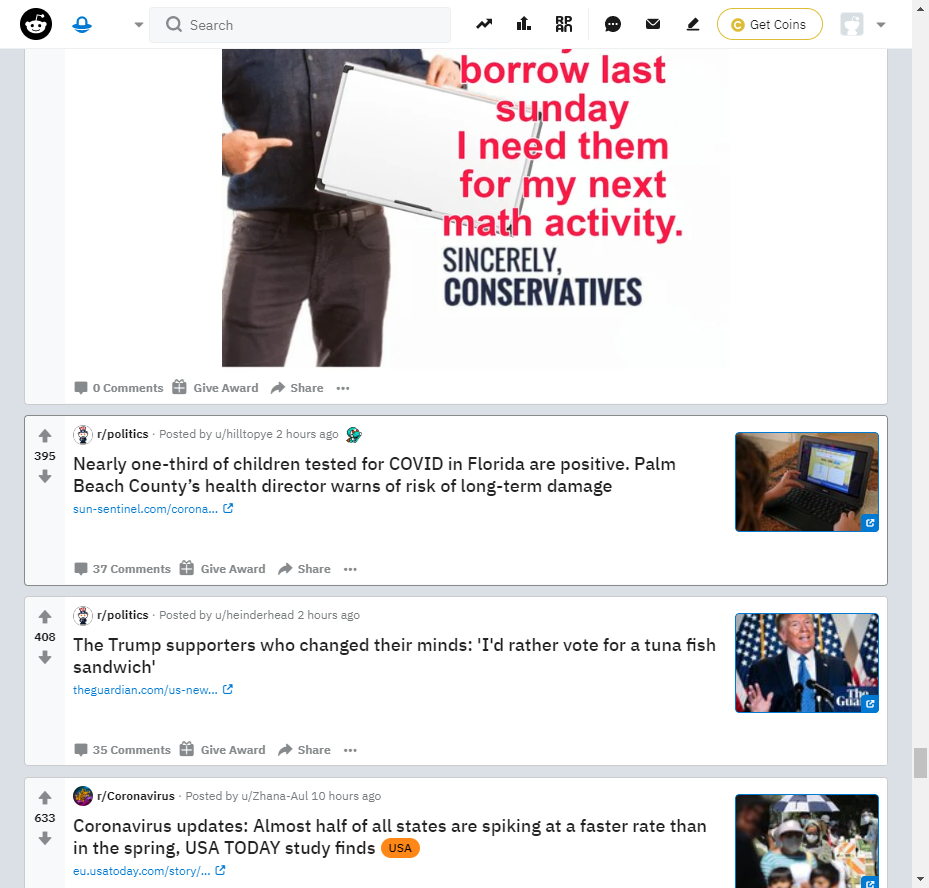 Search
Get Coins
borrow last
sunday
I need them
for my next
math activity.
SINCERELY,
CONSERVATIVES
0 Comments Give Award Share
r/politics · Posted by u/hilltopye 2 hours ago
395
Nearly one-third of children tested for COVID in Florida are positive. Palm
Beach County’s health director warns of risk of long-term damage
sun-sentinel.com/corona...
37 Comments Give Award Share
r/politics · Posted by u/heinderhead 2 hours ago
408
The Trump supporters who changed their minds: 'I'd rather vote for a tuna fish
sandwich'
theguardian.com/us-new...
The
35 Comments Give Award Share
r/Coronavirus · Posted by u/Zhana-Aul 10 hours ago
633
Coronavirus updates: Almost half of all states are spiking at a faster rate than
in the spring, USA TODAY study finds USA
eu.usatoday.com/story/...